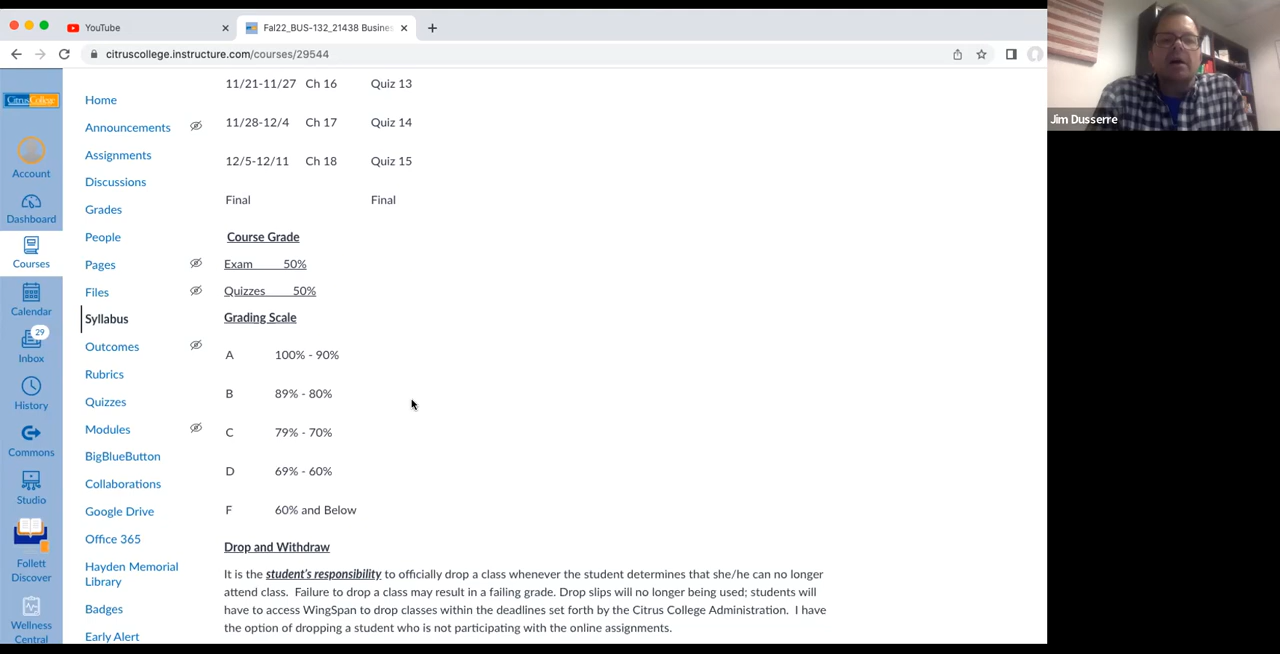 YouTube
Fal22_BUS-132_21438 Busines
citruscollege.instructure.com/courses/29544
Jim Dusserre
Citrus College
Account
Dashboard
Courses
Calendar
29
Inbox
History
Commons
Studio
Follett
Discover
Wellness
Central
Home
Announcements
Assignments
Discussions
Grades
People
Pages
Files
Syllabus
Outcomes
Rubrics
Quizzes
Modules
BigBlueButton
Collaborations
Google Drive
Office 365
Hayden Memorial
Library
Badges
Early Alert
11/21-11/27 Ch 16 Quiz 13
11/28-12/4 Ch 17 Quiz 14
12/5-12/11 Ch 18 Quiz 15
Final Final
Course Grade
Exam 50%
Quizzes 50%
Grading Scale
A 100% - 90%
B 89% - 80%
C 79% - 70%
D 69% - 60%
F 60% and Below
Drop and Withdraw
It is the student's responsibility to officially drop a class whenever the student determines that she/he can no longer
attend class. Failure to drop a class may result in a failing grade. Drop slips will no longer being used; students will
have to access WingSpan to drop classes within the deadlines set forth by the Citrus College Administration. I have
the option of dropping a student who is not participating with the online assignments.